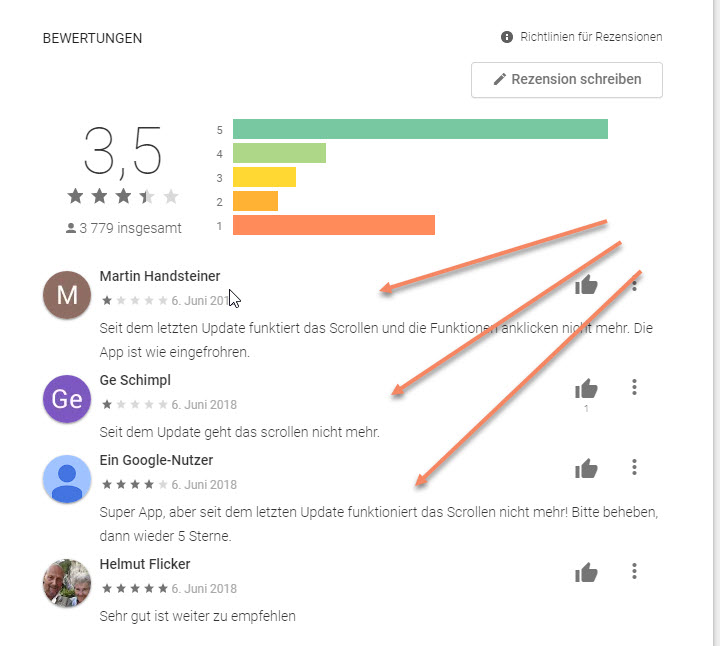 BEWERTUNGEN
Richtlinien für Rezensionen
Rezension schreiben
3,5
3 779 insgesamt
5
4
3
2
1
M
Martin Handsteiner
6. Juni 201
Seit dem letzten Update funktiert das Scrollen und die Funktionen anklicken nicht mehr. Die
App ist wie eingefrohren.
Ge
Ge Schimpl
6. Juni 2018
1
Seit dem Update geht das scrollen nicht mehr.
Ein Google-Nutzer
6. Juni 2018
Super App, aber seit dem letzten Update funktioniert das Scrollen nicht mehr! Bitte beheben,
dann wieder 5 Sterne.
Helmut Flicker
6. Juni 2018
Sehr gut ist weiter zu empfehlen